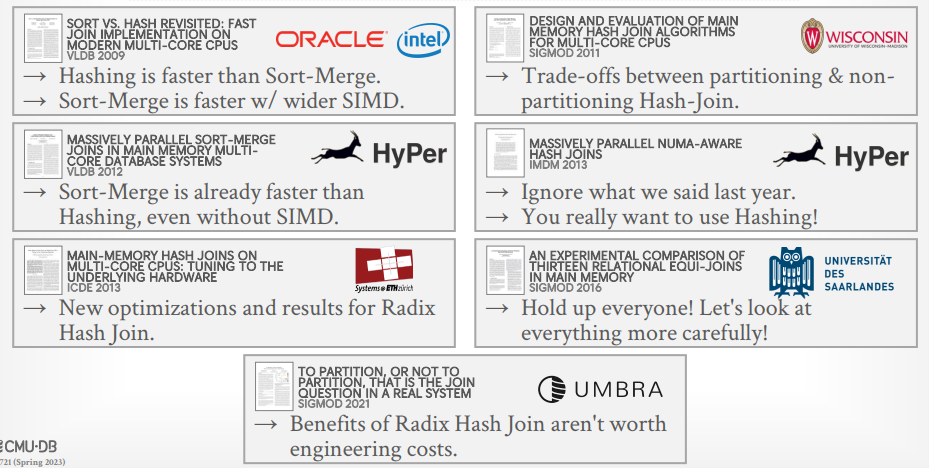 SORT VS. HASH REVISITED: FAST
JOIN IMPLEMENTATION ON
MODERN MULTI-CORE CPUS
VLDB 2009
ORACLE
intel
→ Hashing is faster than Sort-Merge.
→ Sort-Merge is faster w/ wider SIMD.
DESIGN AND EVALUATION OF MAIN
MEMORY HASH JOIN ALGORITHMS
FOR MULTI-CORE CPUS
SIGMOD 2011
WISCONSIN
UNIVERSITY OF WISCONSIN-MADISON
→ Trade-offs between partitioning & non-
partitioning Hash-Join.
MASSIVELY PARALLEL SORT-MERGE
JOINS IN MAIN MEMORY MULTI-
CORE DATABASE SYSTEMS
VLDB 2012
HyPer
→ Sort-Merge is already faster than
Hashing, even without SIMD.
MASSIVELY PARALLEL NUMA-AWARE
HASH JOINS
IMDM 2013
HyPer
→ Ignore what we said last year.
→ You really want to use Hashing!
MAIN-MEMORY HASH JOINS ON
MULTI-CORE CPUS: TUNING TO THE
UNDERLYING HARDWARE
ICDE 2013
Systems@ETHzürich
→ New optimizations and results for Radix
Hash Join.
AN EXPERIMENTAL COMPARISON OF
THIRTEEN RELATIONAL EQUI-JOINS
IN MAIN MEMORY
SIGMOD 2016
UNIVERSITÄT
DES
SAARLANDES
→ Hold up everyone! Let's look at
everything more carefully!
TO PARTITION, OR NOT TO
PARTITION, THAT IS THE JOIN
QUESTION IN A REAL SYSTEM
SIGMOD 2021
UMBRA
→ Benefits of Radix Hash Join aren't worth
engineering costs.
CMU·DB
721 (Spring 2023)